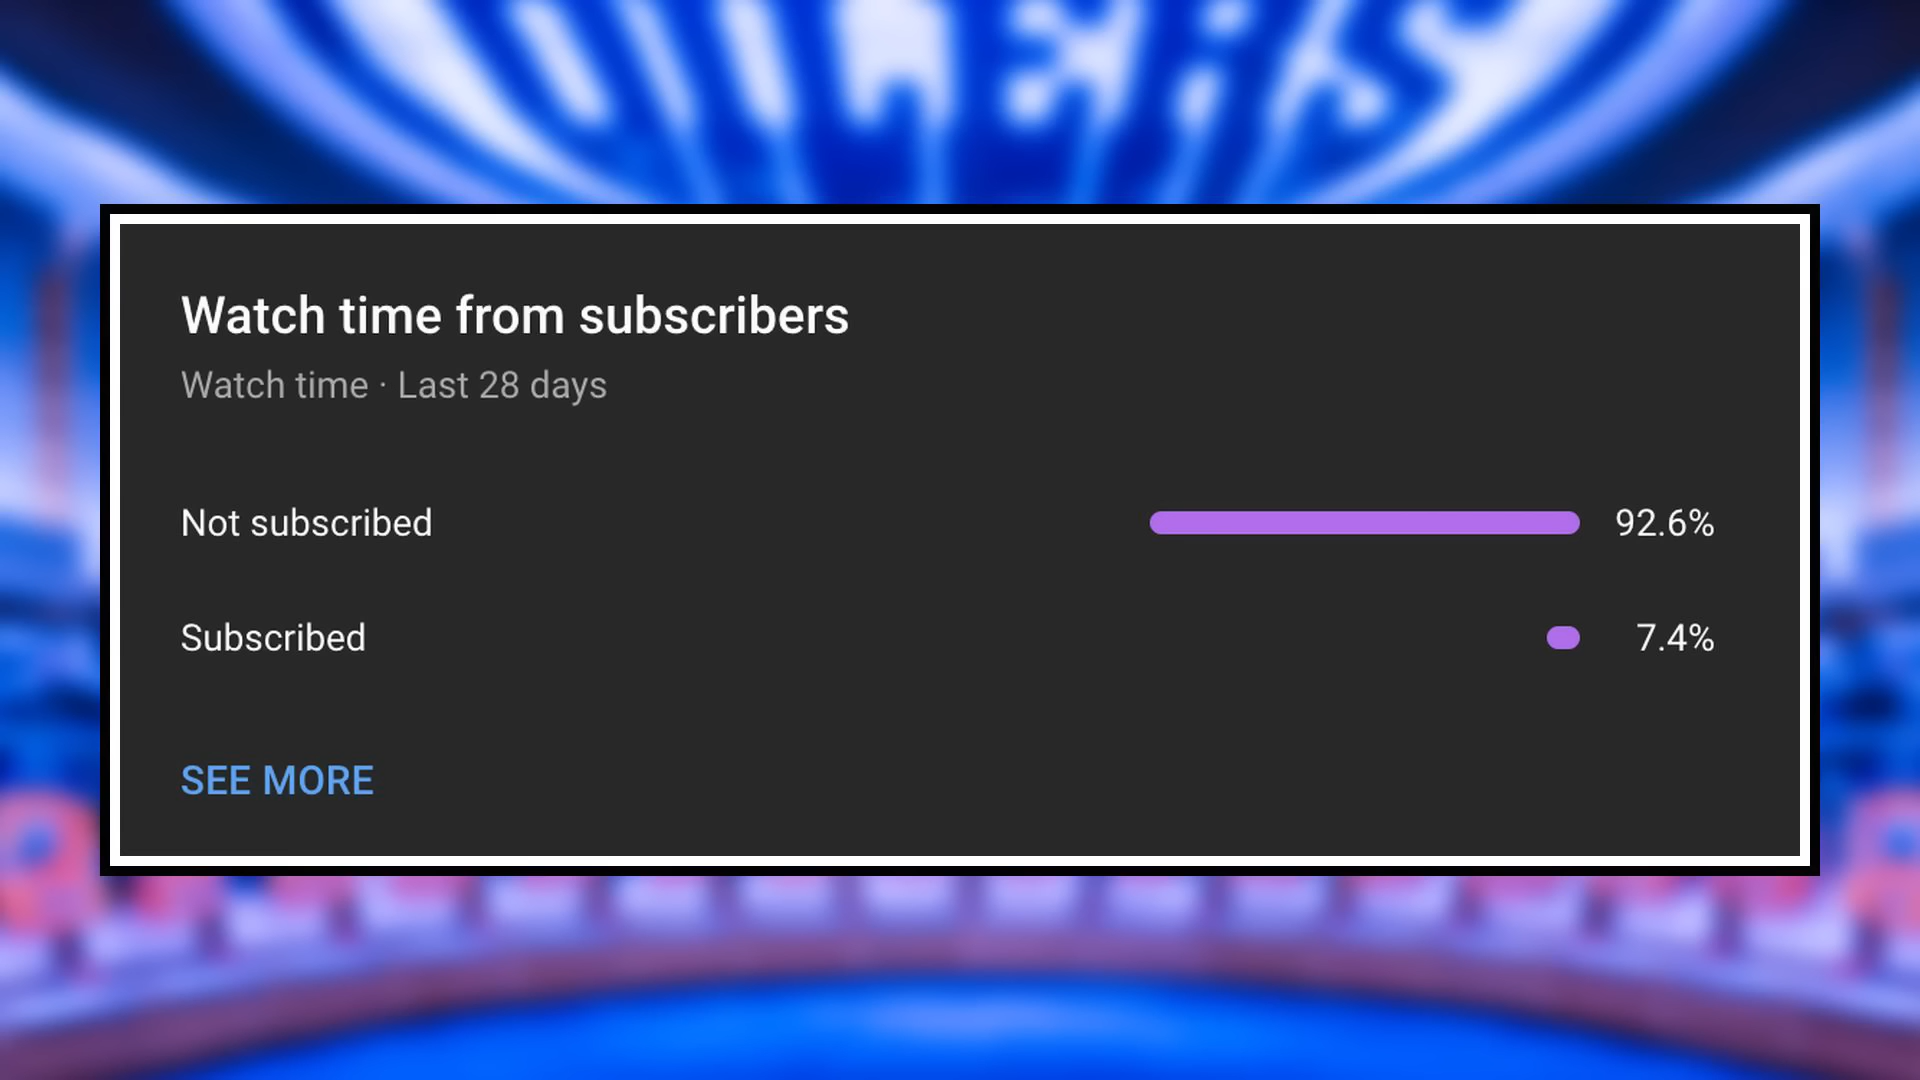 Watch time from subscribers
Watch time · Last 28 days
Not subscribed 92.6%
Subscribed 7.4%
SEE MORE